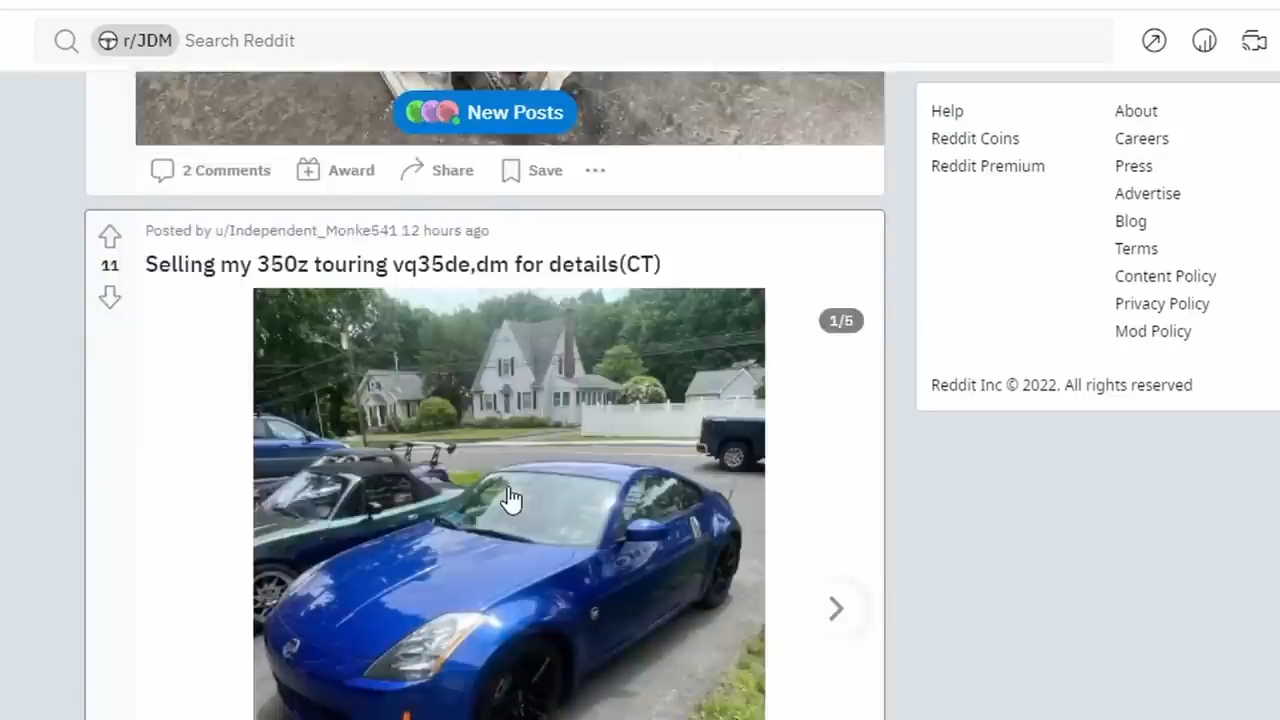 r/JDM Search Reddit
New Posts
2 Comments Award Share Save
Posted by u/Independent_Monke541 12 hours ago
11
Selling my 350z touring vq35de,dm for details(CT)
1/5
Help
Reddit Coins
Reddit Premium
About
Careers
Press
Advertise
Blog
Terms
Content Policy
Privacy Policy
Mod Policy
Reddit Inc © 2022. All rights reserved